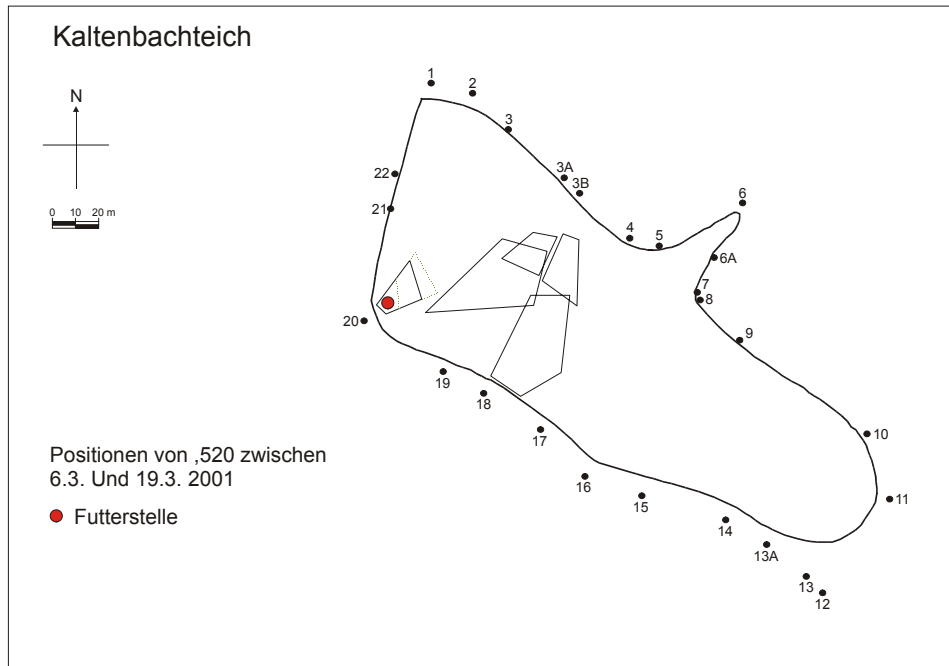 Kaltenbachteich
N
0 10 20 m
1
2
3
3A
3B
4
5
6
6A
7
8
9
10
11
12
13
13A
14
15
16
17
18
19
20
21
22
Positionen von ,520 zwischen
6.3. Und 19.3. 2001
Futterstelle